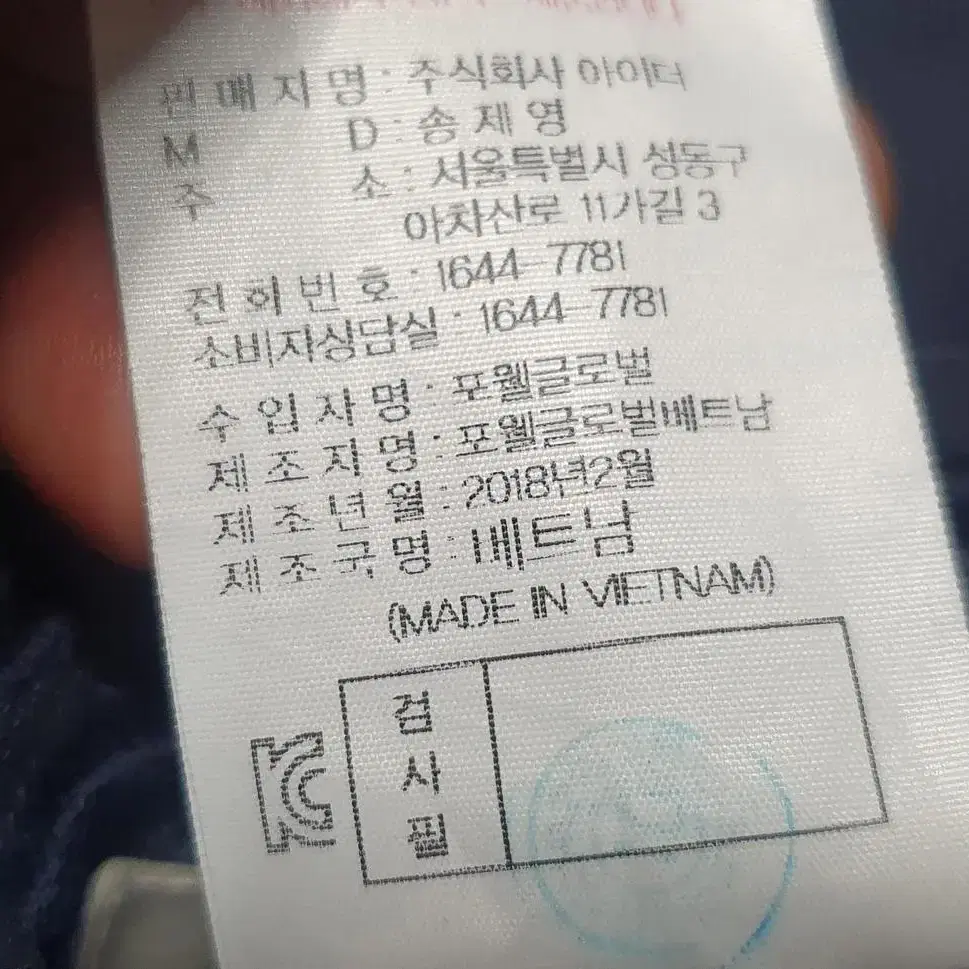 판 매 자 명 : 주식회사 아이더
M D : 송 제 영
주 소 : 서울특별시 성동구
아차산로 11가길 3
전 화 번 호 : 1644-7781
소비자상담실 : 1644-7781
수 입 자 명 : 포웰글로벌
제 조 자 명 : 포웰글로벌베트남
제 조 년 월 : 2018년2월
제 조 국 명 : 베트남
(MADE IN VIETNAM)
검
사
필
KC